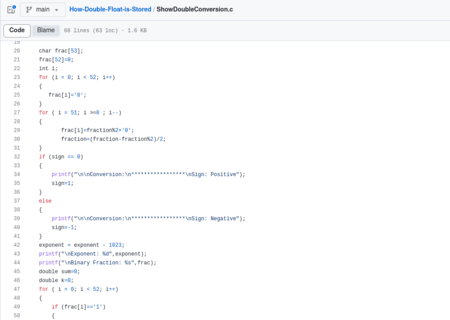 main
How-Double-Float-is-Stored / ShowDoubleConversion.c
Code Blame 68 lines (63 loc) · 1.6 KB
19
20 char frac[53];
21 frac[52]=0;
22 int i;
23 for (i = 0; i < 52; i++)
24 {
25 frac[i]='0';
26 }
27 for ( i = 51; i >=0 ; i--)
28 {
29 frac[i]=fraction%2+'0';
30 fraction=(fraction-fraction%2)/2;
31 }
32 if (sign == 0)
33 {
34 printf("\n\nConversion:\n*****************\nSign: Positive");
35 sign=1;
36 }
37 else
38 {
39 printf("\n\nConversion:\n*****************\nSign: Negative");
40 sign=-1;
41 }
42 exponent = exponent - 1023;
43 printf("\nExponent: %d",exponent);
44 printf("\nBinary Fraction: %s",frac);
45 double sum=0;
46 double k=0;
47 for ( i = 0; i < 52; i++)
48 {
49 if (frac[i]=='1')
50 {